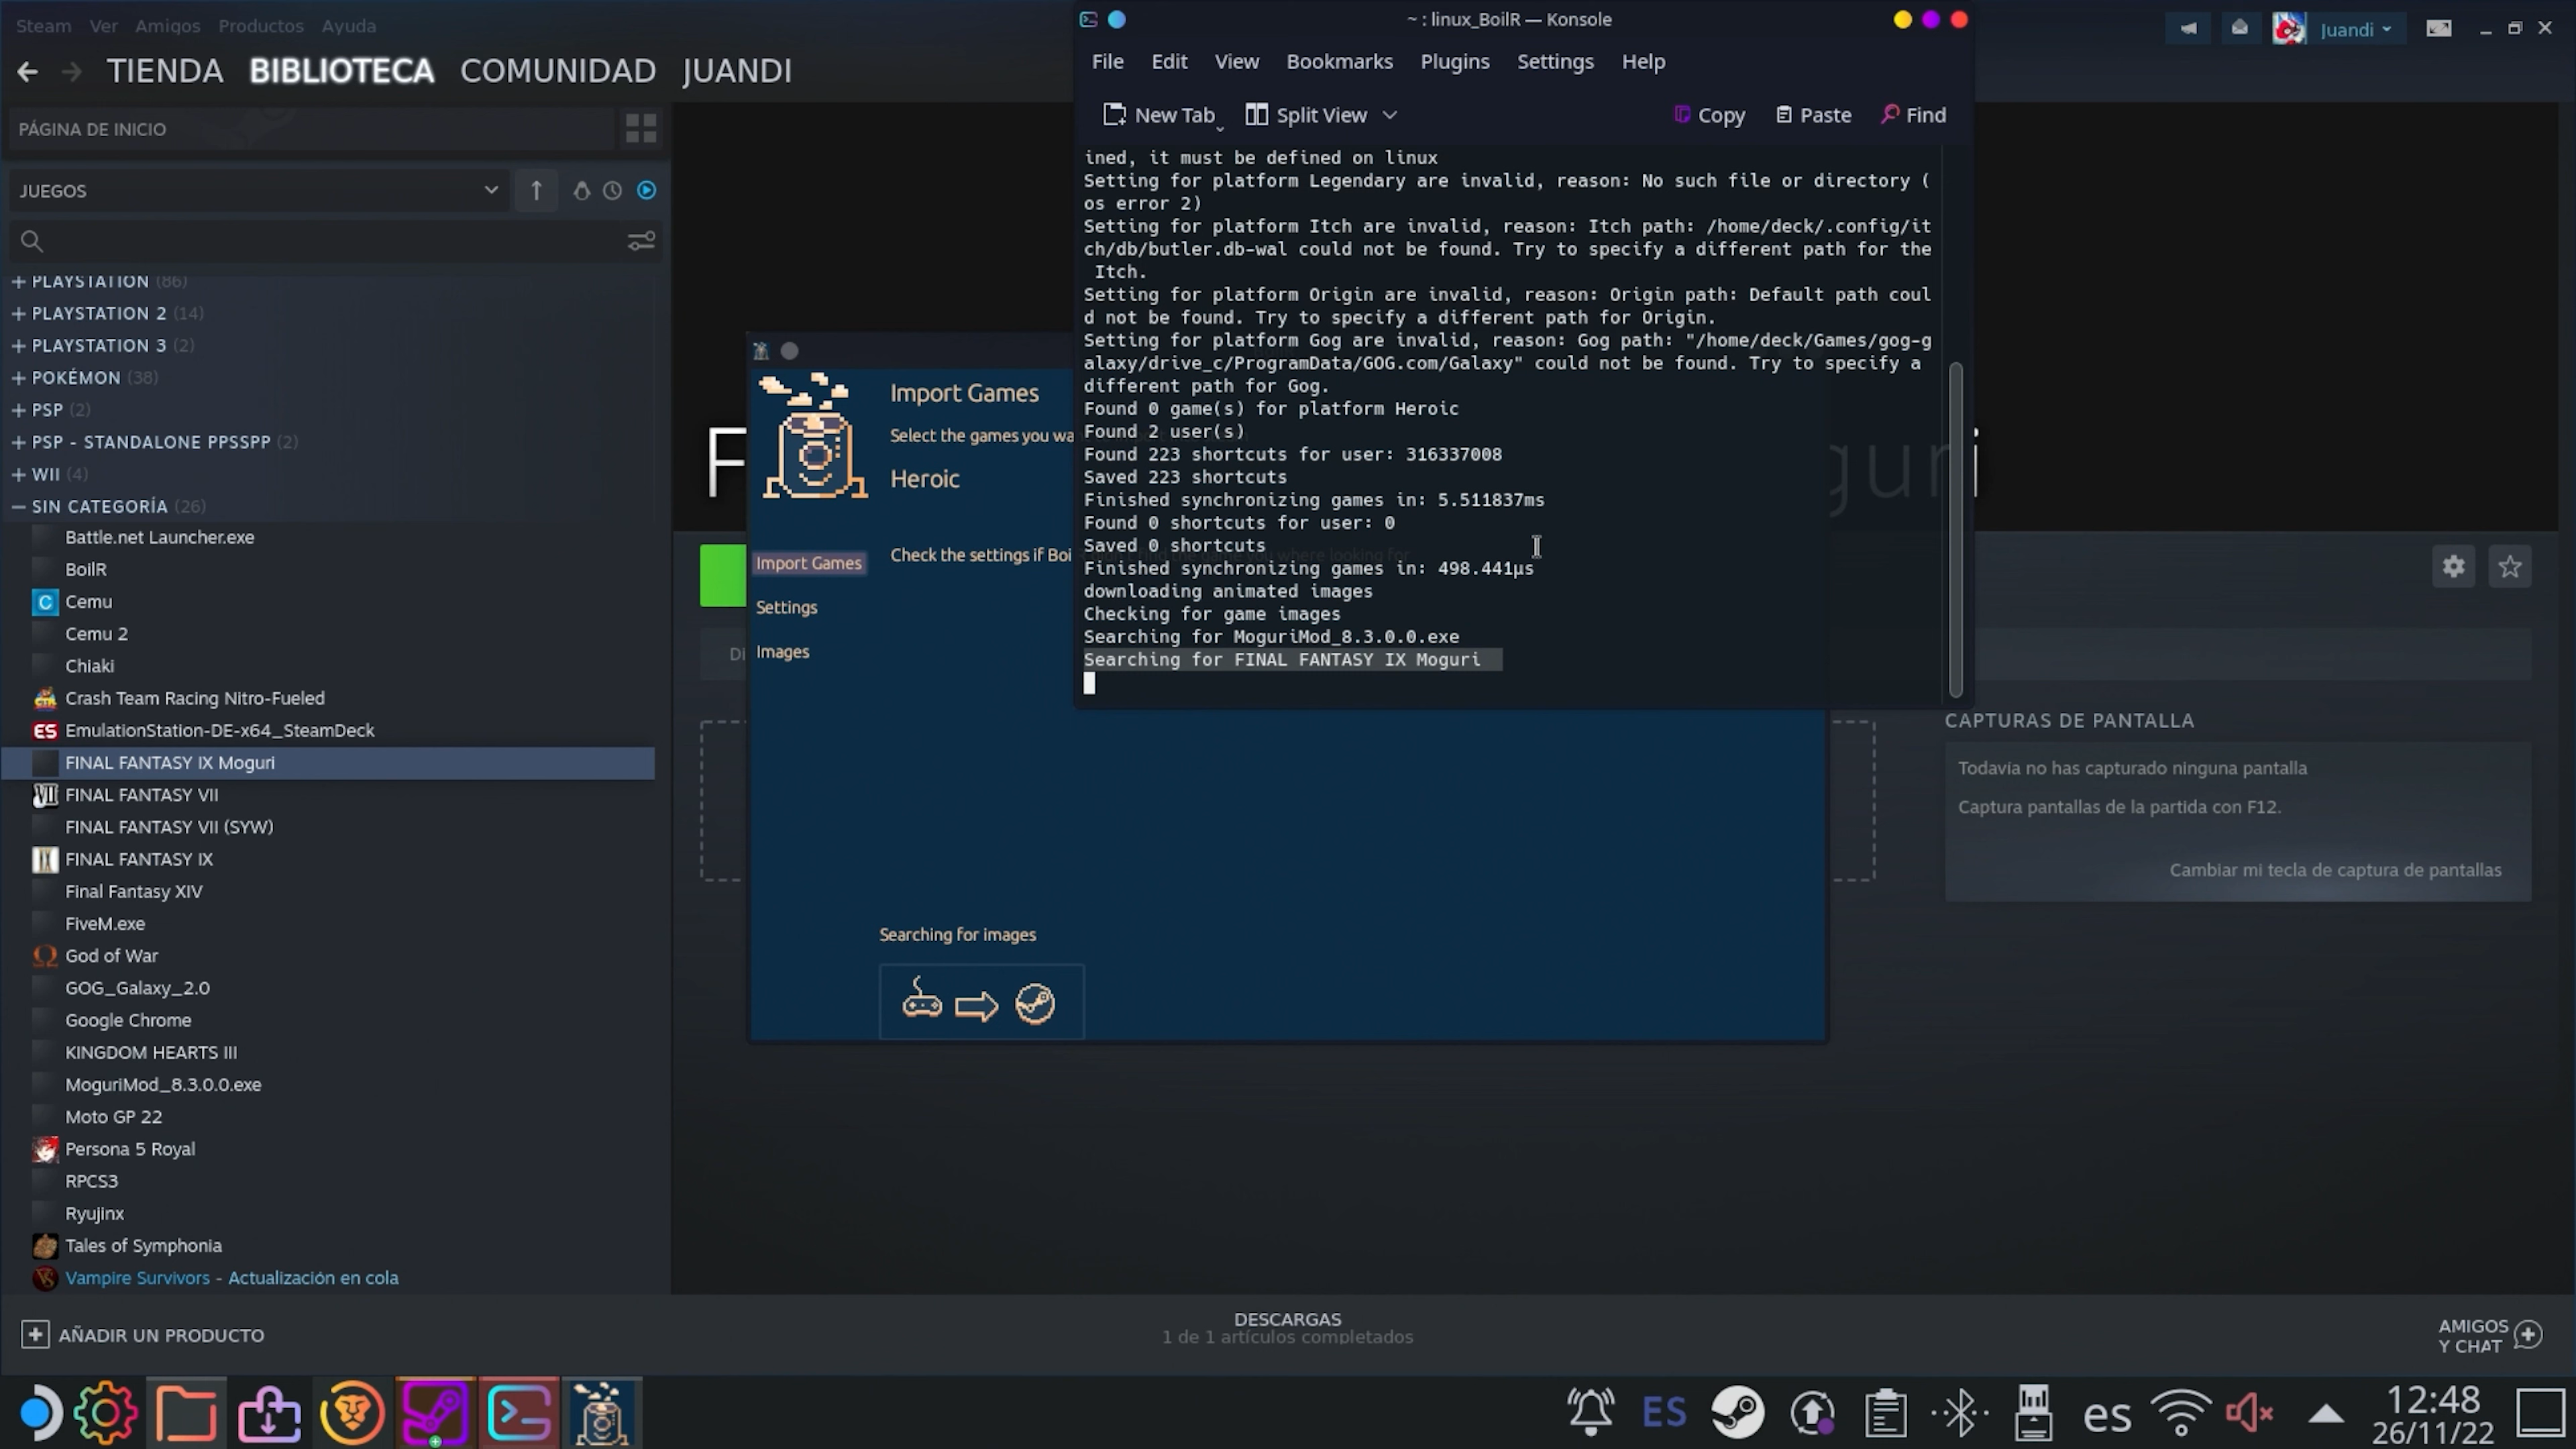 Steam Ver Amigos Productos Ayuda
Juandi
TIENDA BIBLIOTECA COMUNIDAD JUANDI
PÁGINA DE INICIO
JUEGOS
+ PLAYSTATION (86)
+ PLAYSTATION 2 (14)
+ PLAYSTATION 3 (2)
+ POKÉMON (38)
+ PSP (2)
+ PSP - STANDALONE PPSSPP (2)
+ WII (4)
— SIN CATEGORÍA (26)
Battle.net Launcher.exe
BoilR
Cemu
Cemu 2
Chiaki
Crash Team Racing Nitro-Fueled
EmulationStation-DE-x64_SteamDeck
FINAL FANTASY IX Moguri
FINAL FANTASY VII
FINAL FANTASY VII (SYW)
FINAL FANTASY IX
Final Fantasy XIV
FiveM.exe
God of War
GOG_Galaxy_2.0
Google Chrome
KINGDOM HEARTS III
MoguriMod_8.3.0.0.exe
Moto GP 22
Persona 5 Royal
RPCS3
Ryujinx
Tales of Symphonia
Vampire Survivors - Actualización en cola
~ : linux_BoilR — Konsole
File Edit View Bookmarks Plugins Settings Help
New Tab Split View Copy Paste Find
ined, it must be defined on linux
Setting for platform Legendary are invalid, reason: No such file or directory (
os error 2)
Setting for platform Itch are invalid, reason: Itch path: /home/deck/.config/it
ch/db/butler.db-wal could not be found. Try to specify a different path for the
Itch.
Setting for platform Origin are invalid, reason: Origin path: Default path coul
d not be found. Try to specify a different path for Origin.
Setting for platform Gog are invalid, reason: Gog path: "/home/deck/Games/gog-g
alaxy/drive_c/ProgramData/GOG.com/Galaxy" could not be found. Try to specify a
different path for Gog.
Found 0 game(s) for platform Heroic
Found 2 user(s)
Found 223 shortcuts for user: 316337008
Saved 223 shortcuts
Finished synchronizing games in: 5.511837ms
Found 0 shortcuts for user: 0
Saved 0 shortcuts
Finished synchronizing games in: 498.441µs
downloading animated images
Checking for game images
Searching for MoguriMod_8.3.0.0.exe
Searching for FINAL FANTASY IX Moguri
F
guri
Import Games
Select the games you wa
Heroic
Check the settings if Boi
where looking for
Import Games
Settings
Images
Di
Searching for images
CAPTURAS DE PANTALLA
Todavía no has capturado ninguna pantalla
Captura pantallas de la partida con F12.
Cambiar mi tecla de captura de pantallas
AÑADIR UN PRODUCTO
DESCARGAS
1 de 1 artículos completados
AMIGOS
Y CHAT
ES
es
12:48
26/11/22